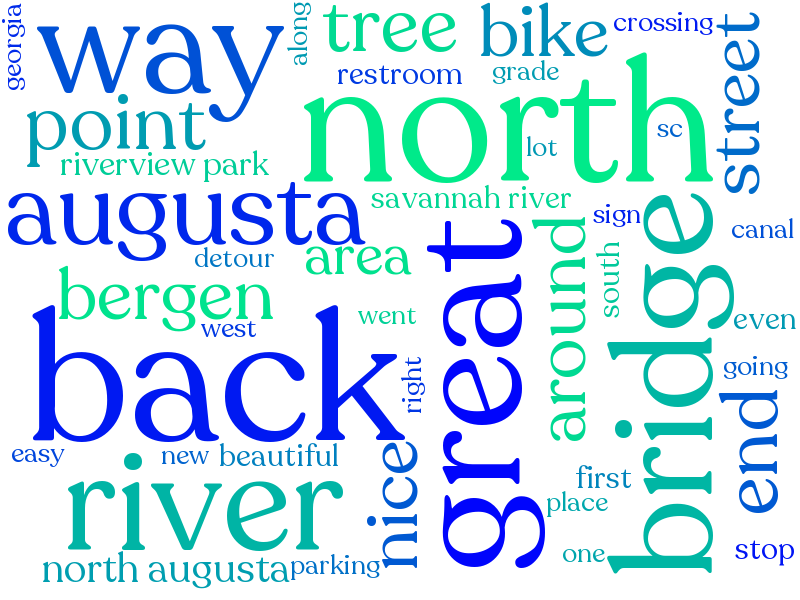 georgia
way
along
tree
bike
crossing
restroom
grade
street
point
north
sc
lot
riverview park
augusta
savannah river
sign
canal
detour
area
great
around
south
bridge
bergen
west
went
even
back
right
going
easy
new
beautiful
nice
end
river
first
place
north augusta
parking
one
stop